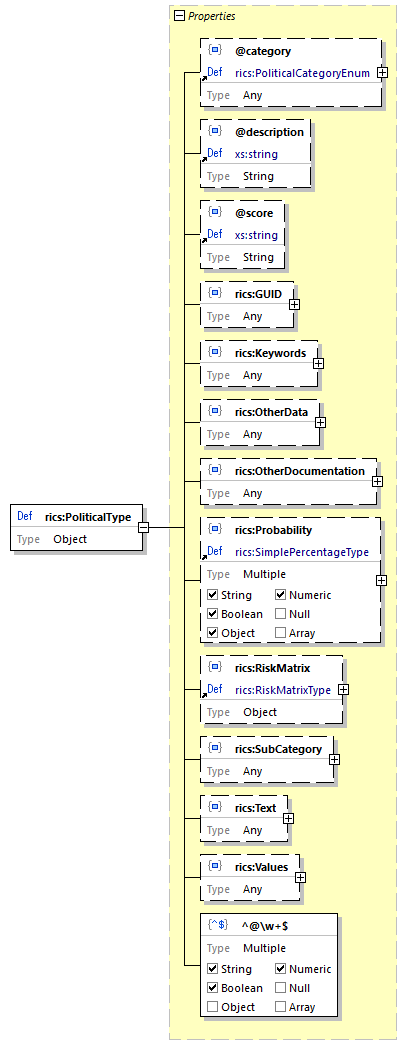 Properties
@category
Def rics:PoliticalCategoryEnum
Type Any
@description
Def xs:string
Type String
@score
Def xs:string
Type String
rics:GUID
Type Any
rics:Keywords
Type Any
rics:OtherData
Type Any
rics:OtherDocumentation
Type Any
Def rics:PoliticalType
Type Object
rics:Probability
Def rics:SimplePercentageType
Type Multiple
String Numeric
Boolean Null
Object Array
rics:RiskMatrix
Def rics:RiskMatrixType
Type Object
rics:SubCategory
Type Any
rics:Text
Type Any
rics:Values
Type Any
{^$} ^@\w+$
Type Multiple
String Numeric
Boolean Null
Object Array